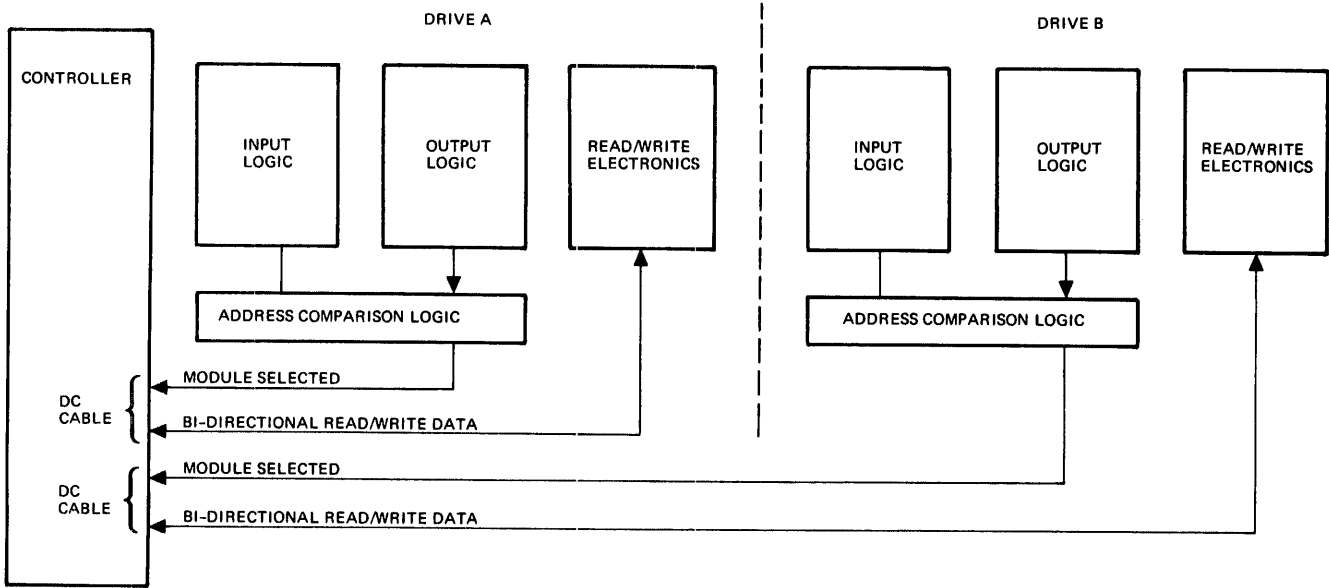 DRIVE A
DRIVE B
CONTROLLER
INPUT
LOGIC
OUTPUT
LOGIC
READ/WRITE
ELECTRONICS
INPUT
LOGIC
OUTPUT
LOGIC
READ/WRITE
ELECTRONICS
ADDRESS COMPARISON LOGIC
ADDRESS COMPARISON LOGIC
DC
CABLE
MODULE SELECTED
BI-DIRECTIONAL READ/WRITE DATA
DC
CABLE
MODULE SELECTED
BI-DIRECTIONAL READ/WRITE DATA